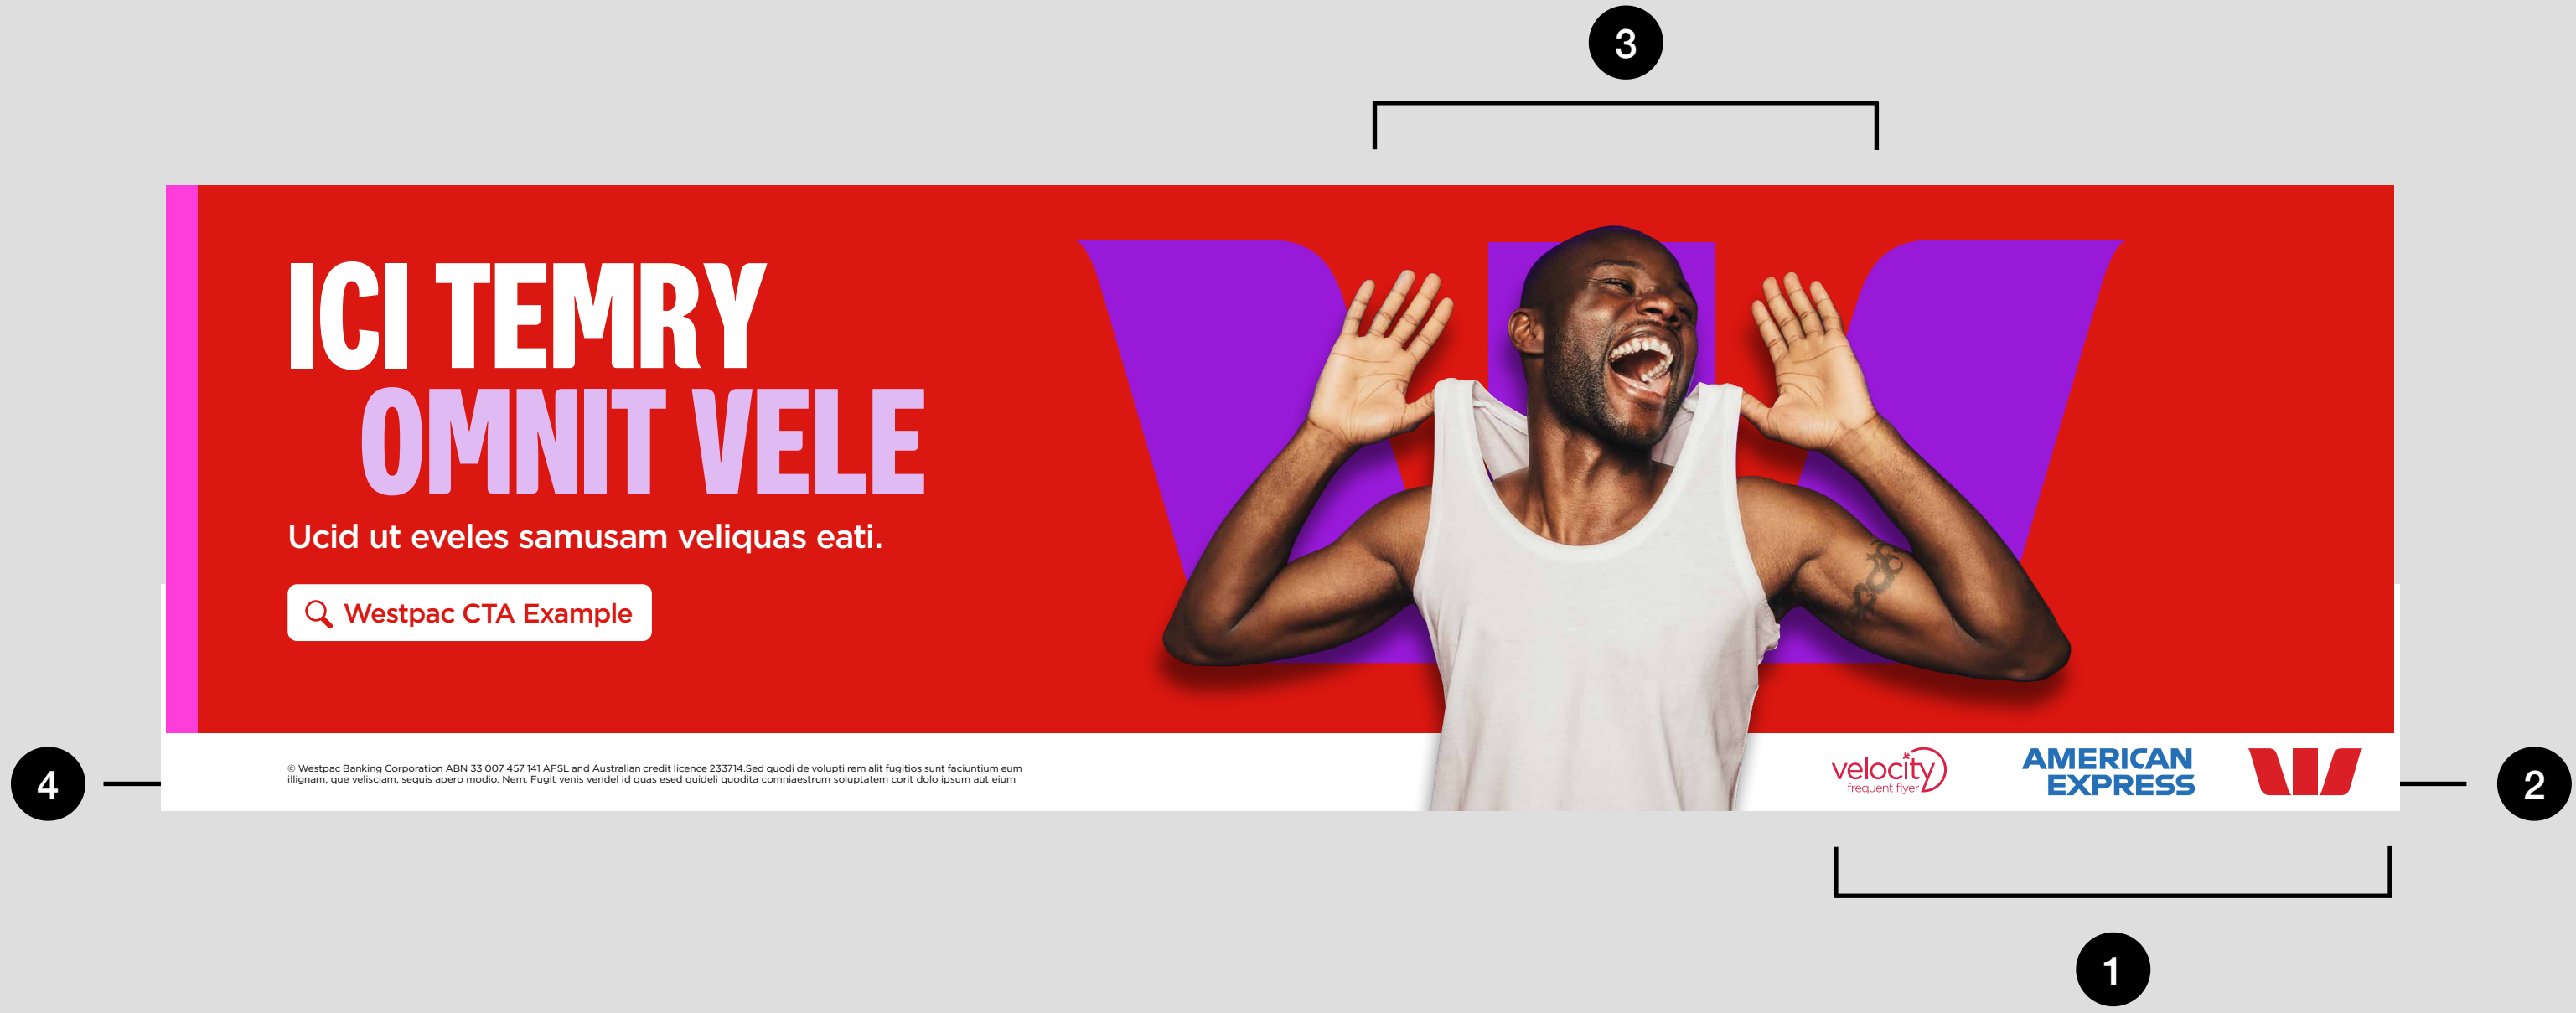 3
ICI TEMRY
OMNIT VELE
Ucid ut eveles samusam veliquas eati.
Westpac CTA Example
4
© Westpac Banking Corporation ABN 33 007 457 141 AFSL and Australian credit licence 233714.Sed quodi de volupti rem alit fugitios sunt faciuntium eum
illignam, que velisciam, sequis apero modio. Nem. Fugit venis vendel id quas esed quideli quodita comniaestrum soluptatem corit dolo ipsum aut eium
velocity
frequent flyer
AMERICAN
EXPRESS
2
1